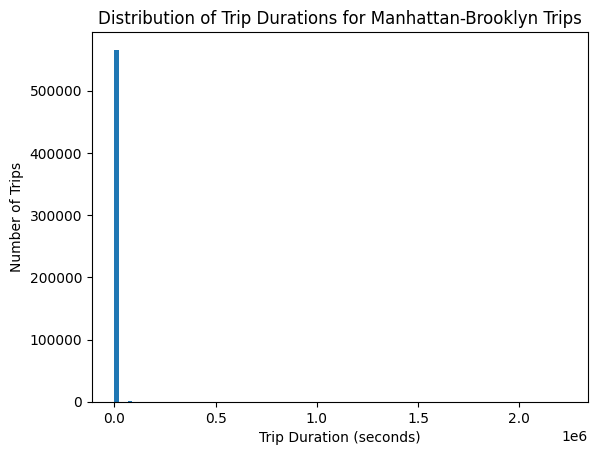 Distribution of Trip Durations for Manhattan-Brooklyn Trips
Number of Trips
500000
400000
300000
200000
100000
0
0.0 0.5 1.0 1.5 2.0
1e6
Trip Duration (seconds)